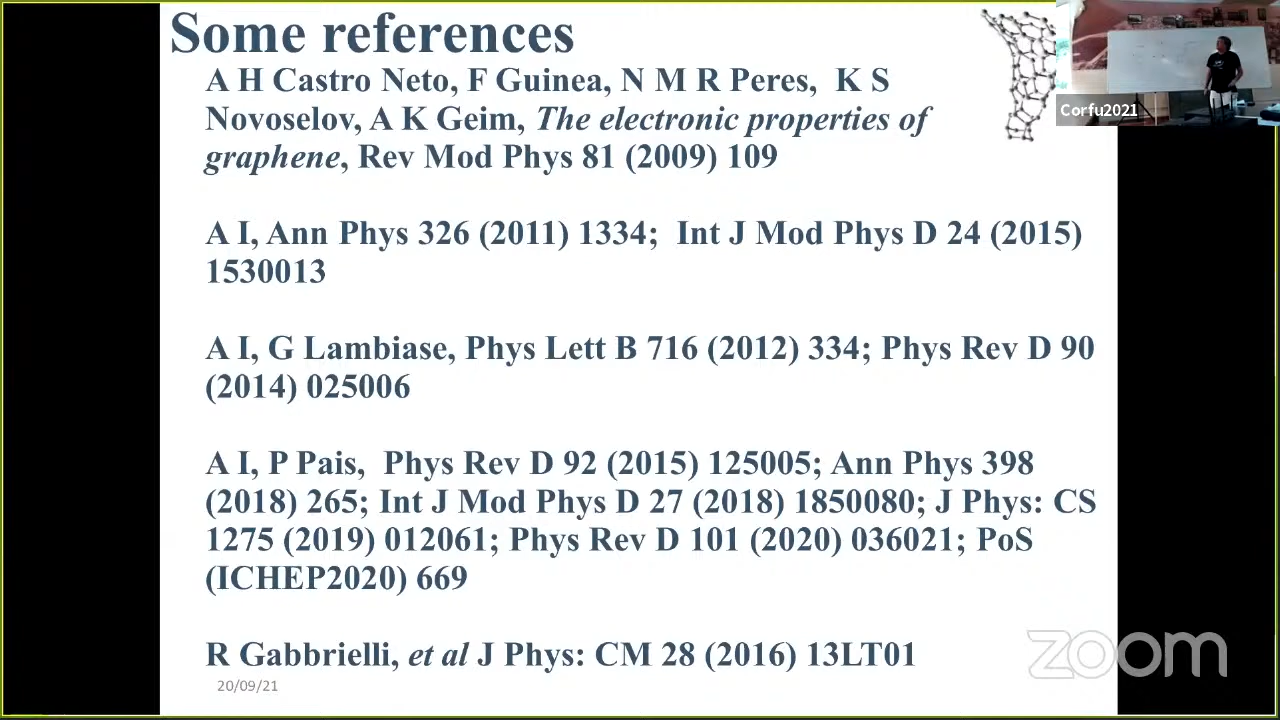 Some references
A H Castro Neto, F Guinea, N M R Peres, K S
Novoselov, A K Geim, The electronic properties of
graphene, Rev Mod Phys 81 (2009) 109
A I, Ann Phys 326 (2011) 1334; Int J Mod Phys D 24 (2015)
1530013
A I, G Lambiase, Phys Lett B 716 (2012) 334; Phys Rev D 90
(2014) 025006
A I, P Pais, Phys Rev D 92 (2015) 125005; Ann Phys 398
(2018) 265; Int J Mod Phys D 27 (2018) 1850080; J Phys: CS
1275 (2019) 012061; Phys Rev D 101 (2020) 036021; PoS
(ICHEP2020) 669
R Gabbrielli, et al J Phys: CM 28 (2016) 13LT01
20/09/21
Corfu2021
zoom